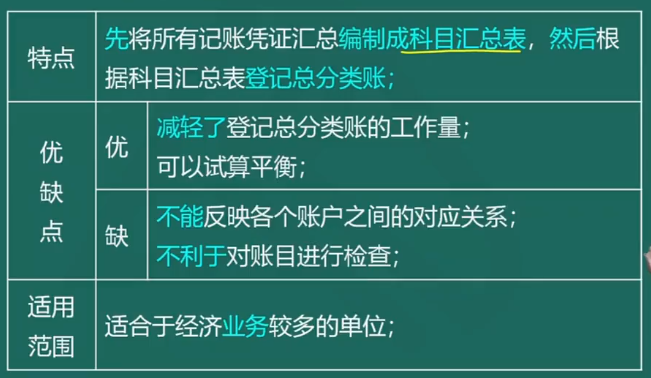 特点
先将所有记账凭证汇总编制成科目汇总表，然后根
据科目汇总表登记总分类账；
优
缺
点
优
减轻了登记总分类账的工作量；
可以试算平衡；
缺
不能反映各个账户之间的对应关系；
不利于对账目进行检查；
适用
范围
适合于经济业务较多的单位；